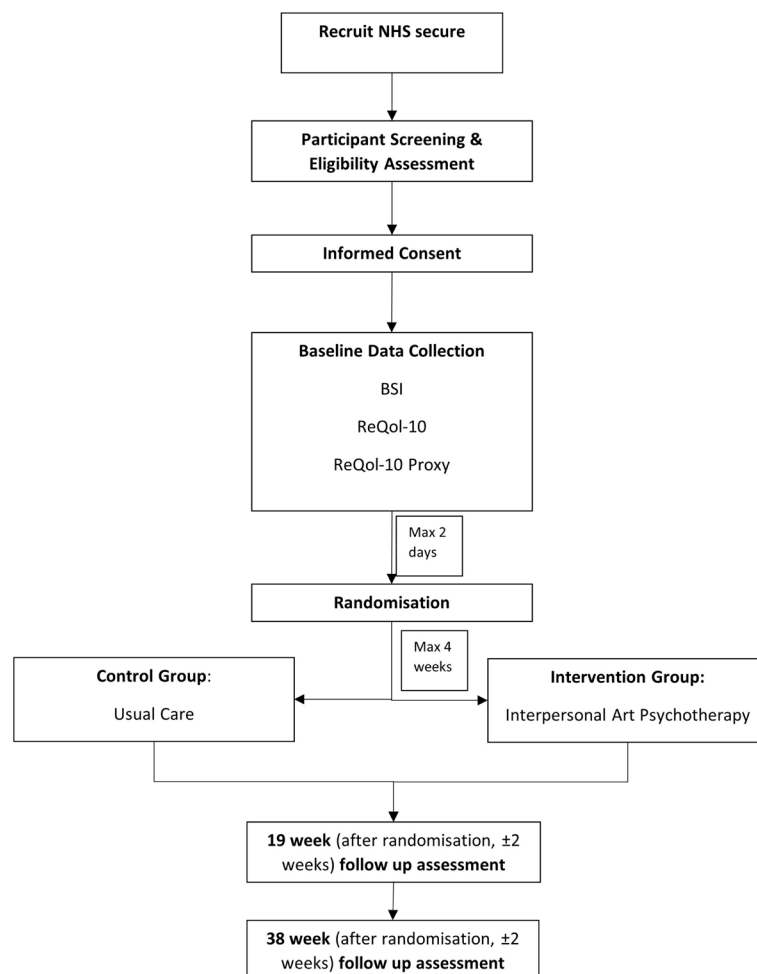 Recruit NHS secure
Participant Screening &
Eligibility Assessment
Informed Consent
Baseline Data Collection
BSI
ReQol-10
ReQol-10 Proxy
Max 2
days
Randomisation
Max 4
weeks
Control Group:
Usual Care
Intervention Group:
Interpersonal Art Psychotherapy
19 week (after randomisation, ±2
weeks) follow up assessment
38 week (after randomisation, ±2
weeks) follow up assessment